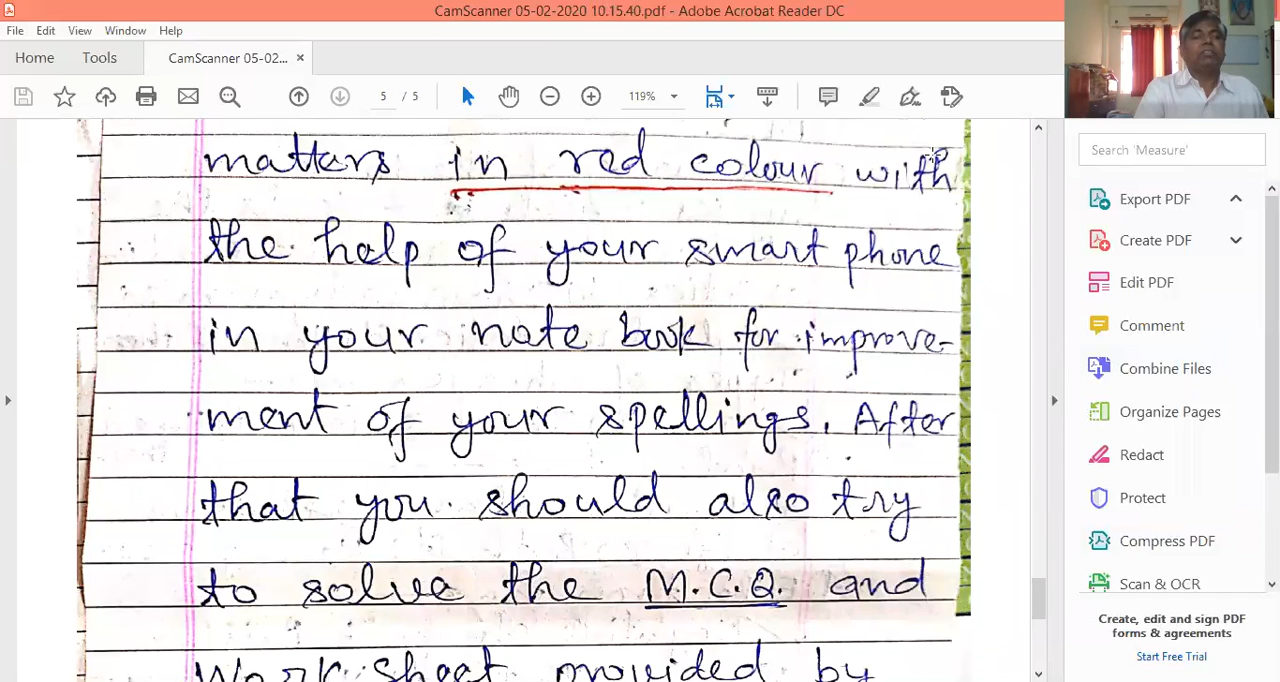 CamScanner 05-02-2020 10.15.40.pdf - Adobe Acrobat Reader DC
File Edit View Window Help
Home Tools CamScanner 05-02... ×
5 / 5 119%
matters in red colour with
the help of your smart phone
in your note book for improve-
ment of your spellings. After
that you should also try
to solve the M.C.Q. and
Work sheet provided by
Search 'Measure'
Export PDF
Create PDF
Edit PDF
Comment
Combine Files
Organize Pages
Redact
Protect
Compress PDF
Scan & OCR
Create, edit and sign PDF
forms & agreements
Start Free Trial